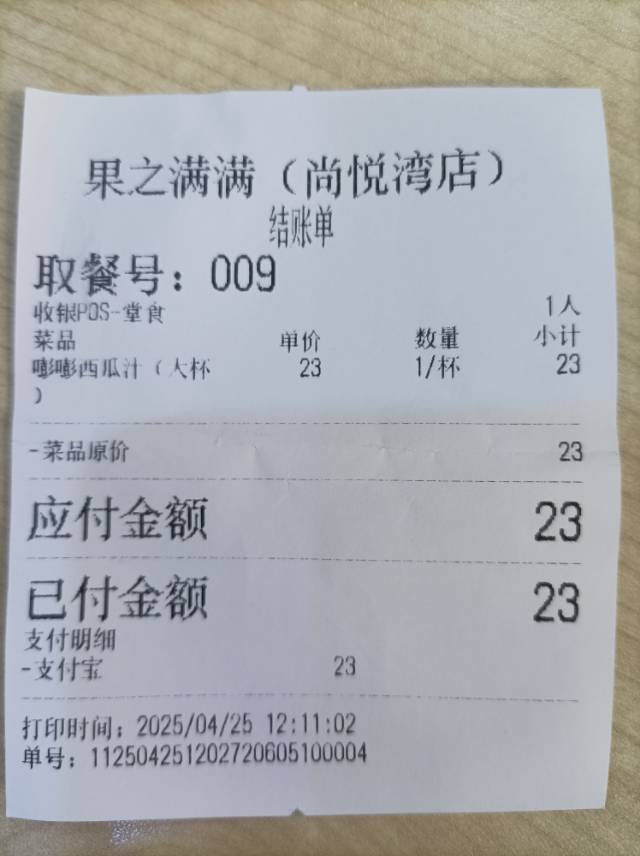 果之满满（尚悦湾店）
结账单
取餐号：009
收银POS-堂食 1人
菜品 单价 数量 小计
嘭嘭西瓜汁（大杯 23 1/杯 23
）
-菜品原价 23
应付金额 23
已付金额 23
支付明细
-支付宝 23
打印时间：2025/04/25 12:11:02
单号：112504251202720605100004